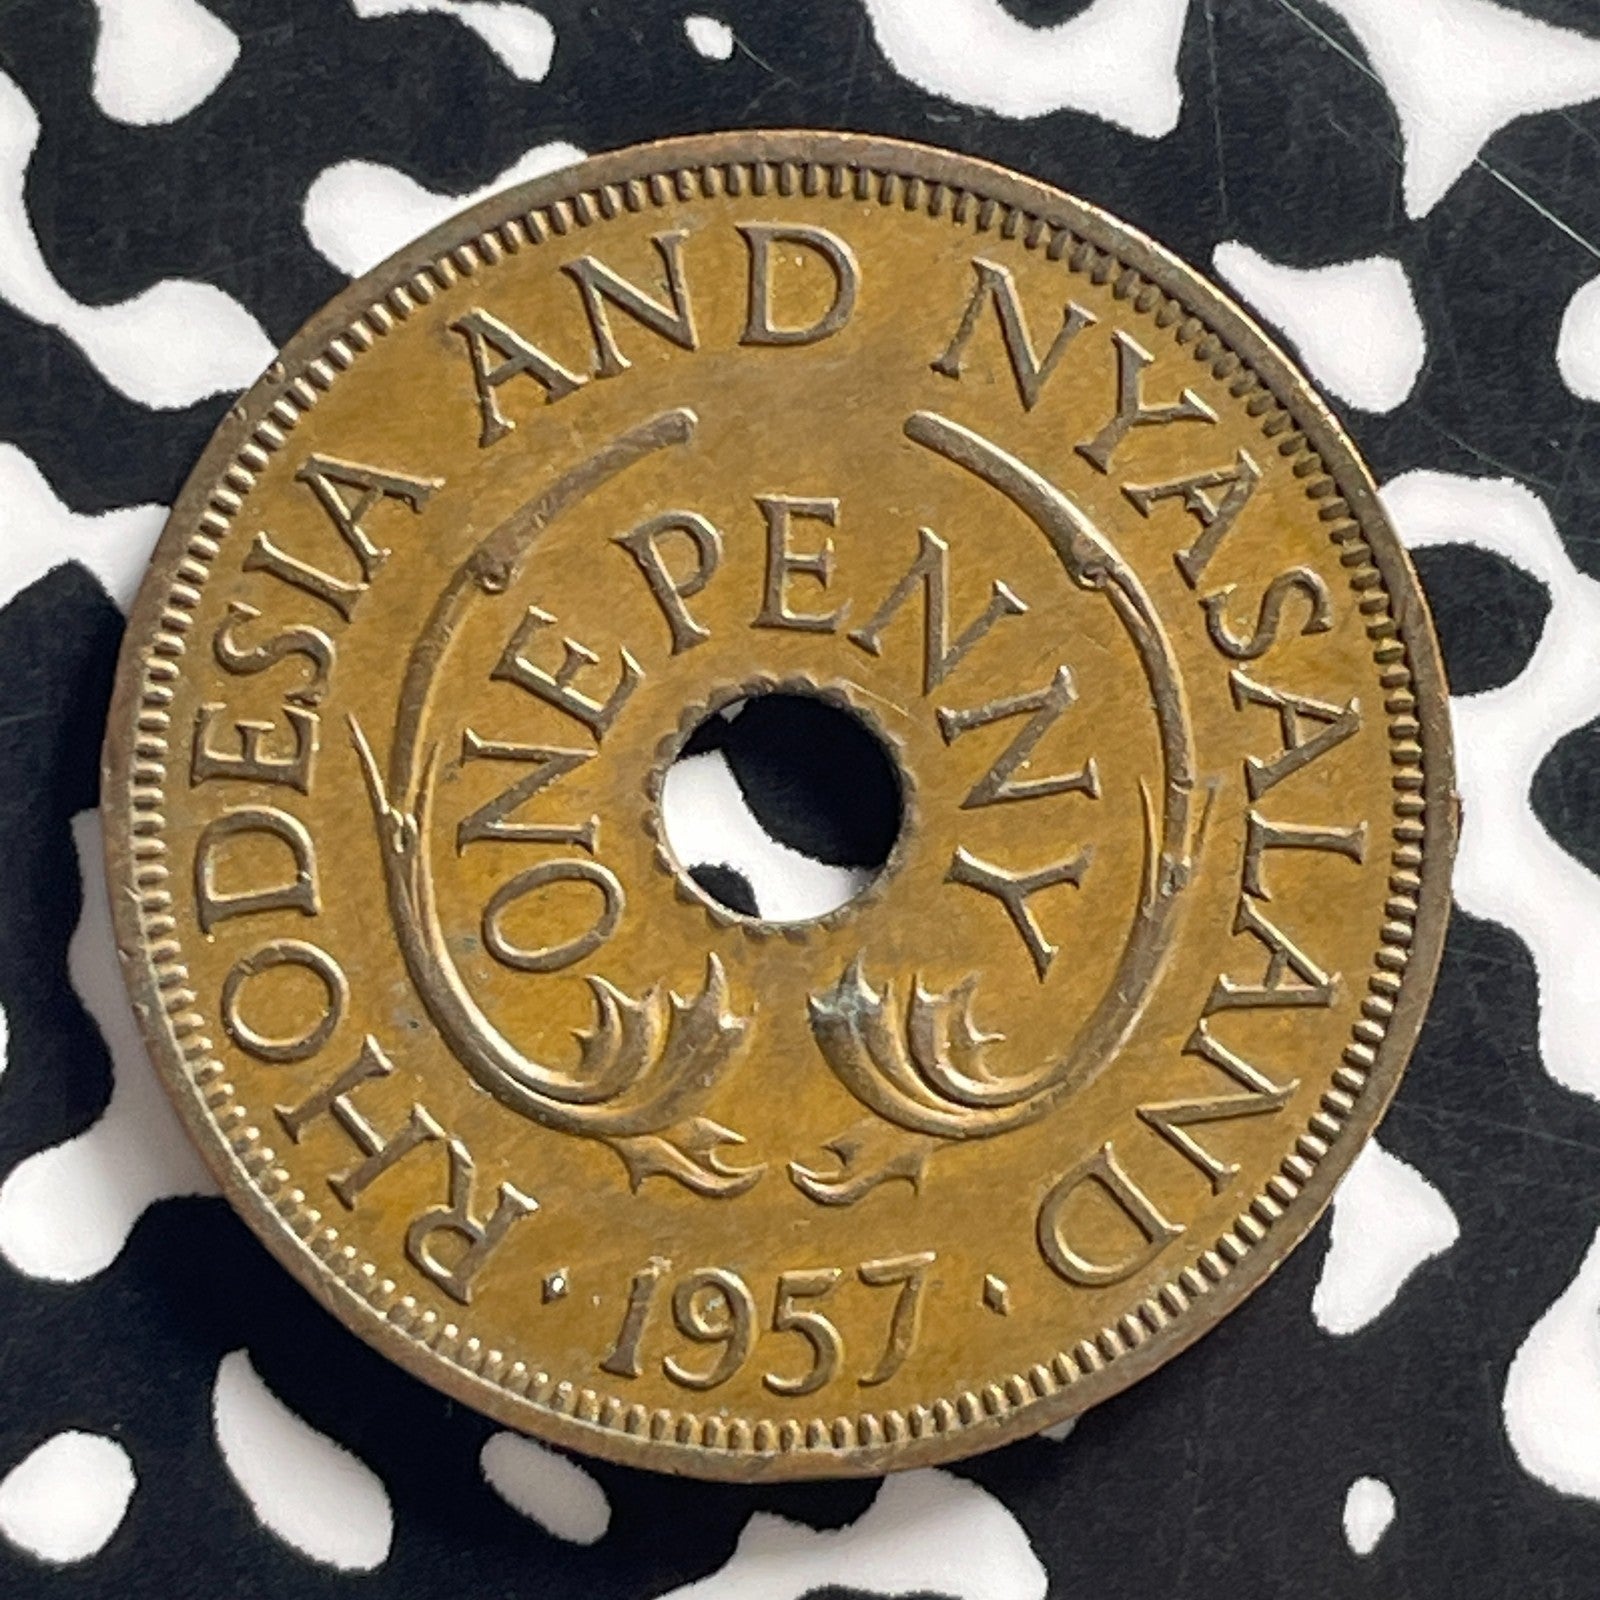 RHODESIA AND NYASALAND
ONE PENNY
· 1957 ·